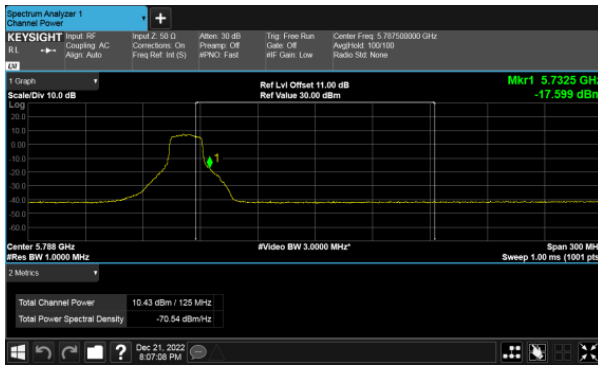 Spectrum Analyzer 1
Channel Power
+
KEYSIGHT
Input: RF
Coupling: AC
Align: Auto
Input Z: 50 Ω
Corrections: On
Freq Ref: Int (S)
Atten: 30 dB
Preamp: Off
#PNO: Fast
Trig: Free Run
Gate: Off
#IF Gain: Low
Center Freq: 5.787500000 GHz
Avg|Hold: 100/100
Radio Std: None
RL
LM
1 Graph
Scale/Div 10.0 dB
Ref Lvl Offset 11.00 dB
Ref Value 30.00 dBm
Mkr1 5.7325 GHz
-17.599 dBm
Log
20.0
10.0
0.00
-10.0
-20.0
-30.0
-40.0
-50.0
-60.0
1
Center 5.788 GHz
#Res BW 1.0000 MHz
#Video BW 3.0000 MHz*
Span 300 MH
Sweep 1.00 ms (1001 pts
2 Metrics
Total Channel Power 10.43 dBm / 125 MHz
Total Power Spectral Density -70.54 dBm/Hz
?
Dec 21, 2022
8:07:08 PM